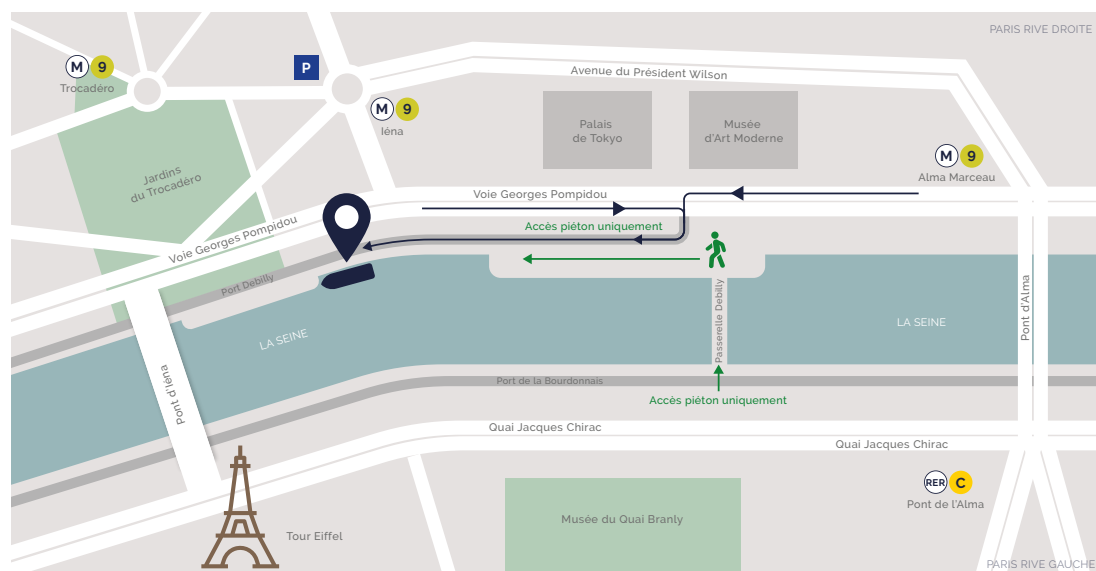 PARIS RIVE DROITE
M 9
Trocadéro
P
M 9
Iéna
Avenue du Président Wilson
Palais
de Tokyo
Musée
d'Art Moderne
M 9
Alma Marceau
Jardins
du Trocadéro
Voie Georges Pompidou
Voie Georges Pompidou
Accès piéton uniquement
Port Debilly
Passerelle Debilly
Pont d'Alma
LA SEINE
LA SEINE
Pont d'Iéna
Port de la Bourdonnais
Accès piéton uniquement
Quai Jacques Chirac
Quai Jacques Chirac
RER C
Pont de l'Alma
Musée du Quai Branly
Tour Eiffel
PARIS RIVE GAUCHE